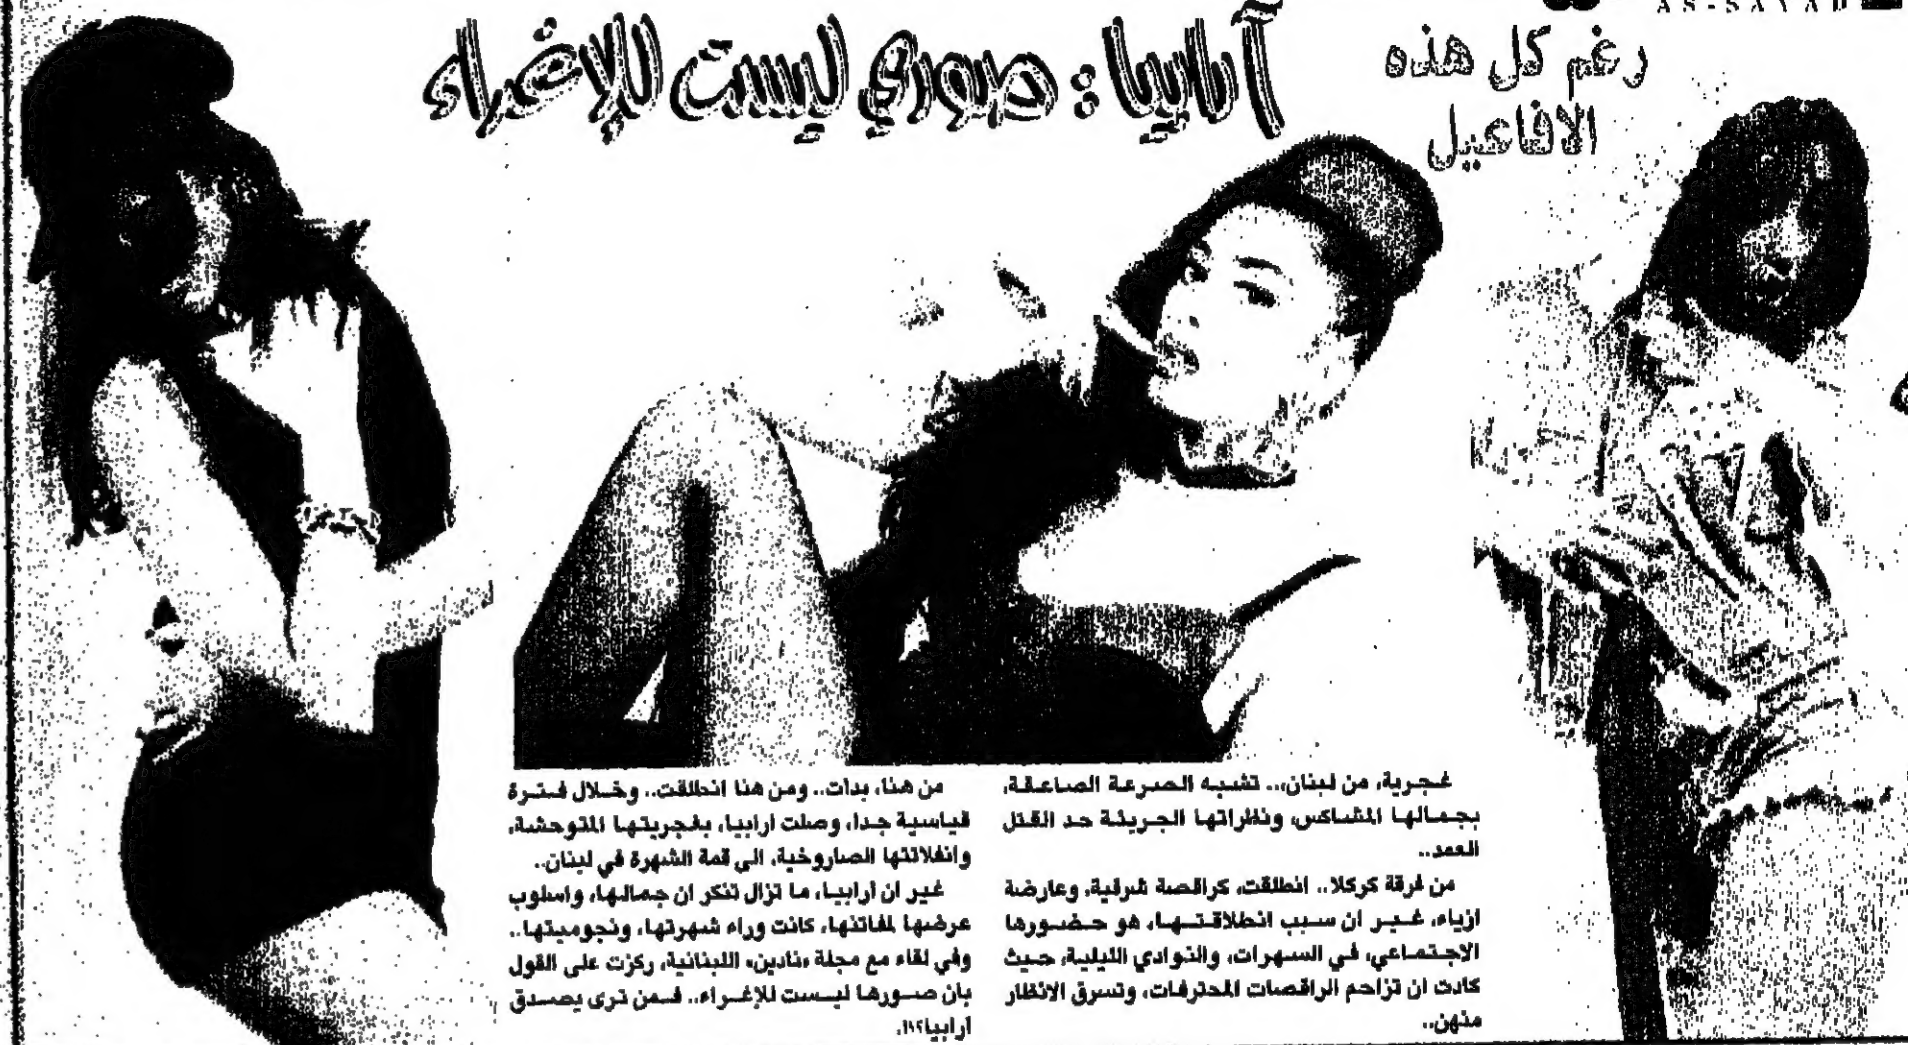 AS-SAYAD
رغم كل هذه
الافاعيل
آرابيا : صوري ليست للإغراء
غجرية، من لبنان... تشبه الصرعة الصاعقة،
بجمالها المشاكس، ونظراتها الجريئة حد القتل
العمد..
من فرقة كركلا.. انطلقت، كراقصة شرقية، وعارضة
ازياء، غير ان سبب انطلاقتها، هو حضورها
الاجتماعي، في السهرات، والنوادي الليلية، حيث
كادت ان تزاحم الراقصات المحترفات، وتسرق الانظار
منهن..
من هنا، بدات.. ومن هنا انطلقت.. وخلال فترة
قياسية جدا، وصلت ارابيا، بغجريتها المتوحشة،
وانفلاتتها الصاروخية، الى قمة الشهرة في لبنان..
غير ان ارابيا، ما تزال تنكر ان جمالها، واسلوب
عرضها لمفاتنها، كانت وراء شهرتها، ونجوميتها..
وفي لقاء مع مجلة «نادين» اللبنانية، ركزت على القول
بان صورها ليست للإغراء.. فمن ترى يصدق
ارابيا؟!!.